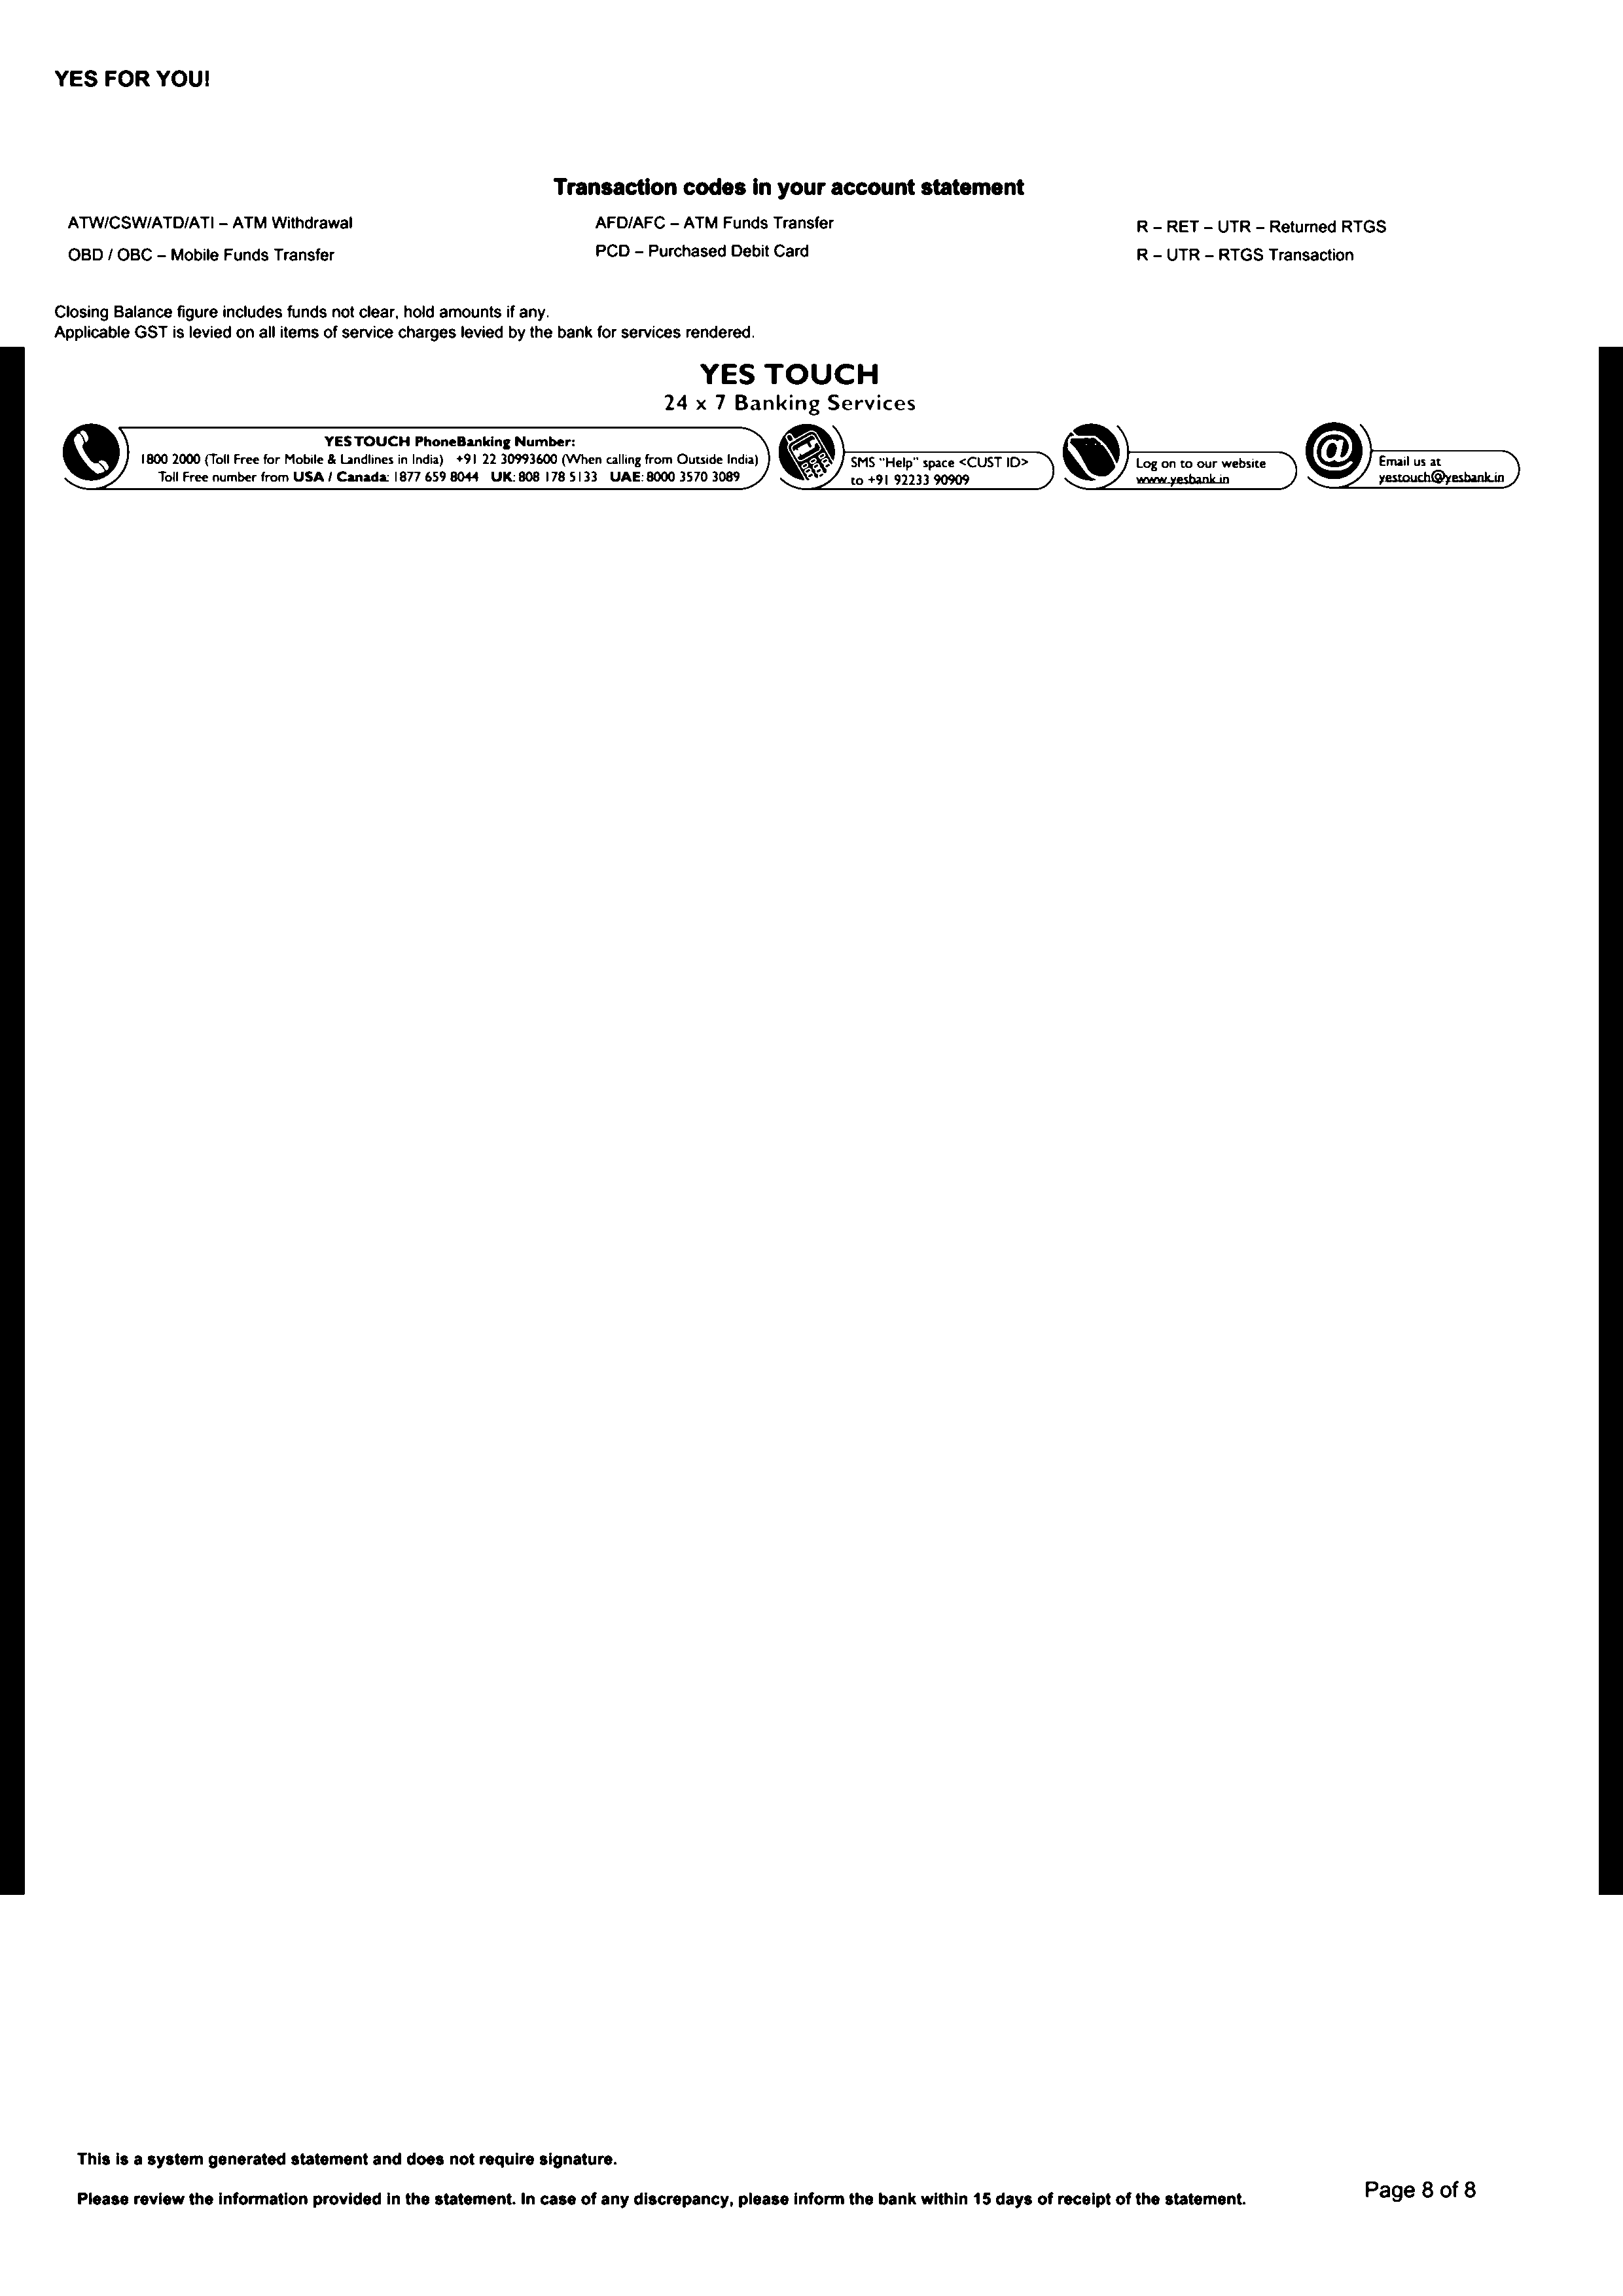 YES FOR YOU!
Transaction codes in your account statement
ATW/CSW/ATD/ATI – ATM Withdrawal
AFD/AFC – ATM Funds Transfer
R – RET – UTR – Returned RTGS
OBD / OBC – Mobile Funds Transfer
PCD – Purchased Debit Card
R – UTR – RTGS Transaction
Closing Balance figure includes funds not clear, hold amounts if any.
Applicable GST is levied on all items of service charges levied by the bank for services rendered.
YES TOUCH
24 x 7 Banking Services
YES TOUCH PhoneBanking Number:
1800 2000 (Toll Free for Mobile & Landlines in India) +91 22 30993600 (When calling from Outside India)
Toll Free number from USA / Canada: 1877 659 8044 UK: 808 178 5133 UAE: 8000 3570 3089
SMS "Help" space <CUST ID>
to +91 92233 90909
Log on to our website
www.yesbank.in
@
Email us at
yestouch@yesbank.in
This is a system generated statement and does not require signature.
Please review the information provided in the statement. In case of any discrepancy, please inform the bank within 15 days of receipt of the statement.
Page 8 of 8